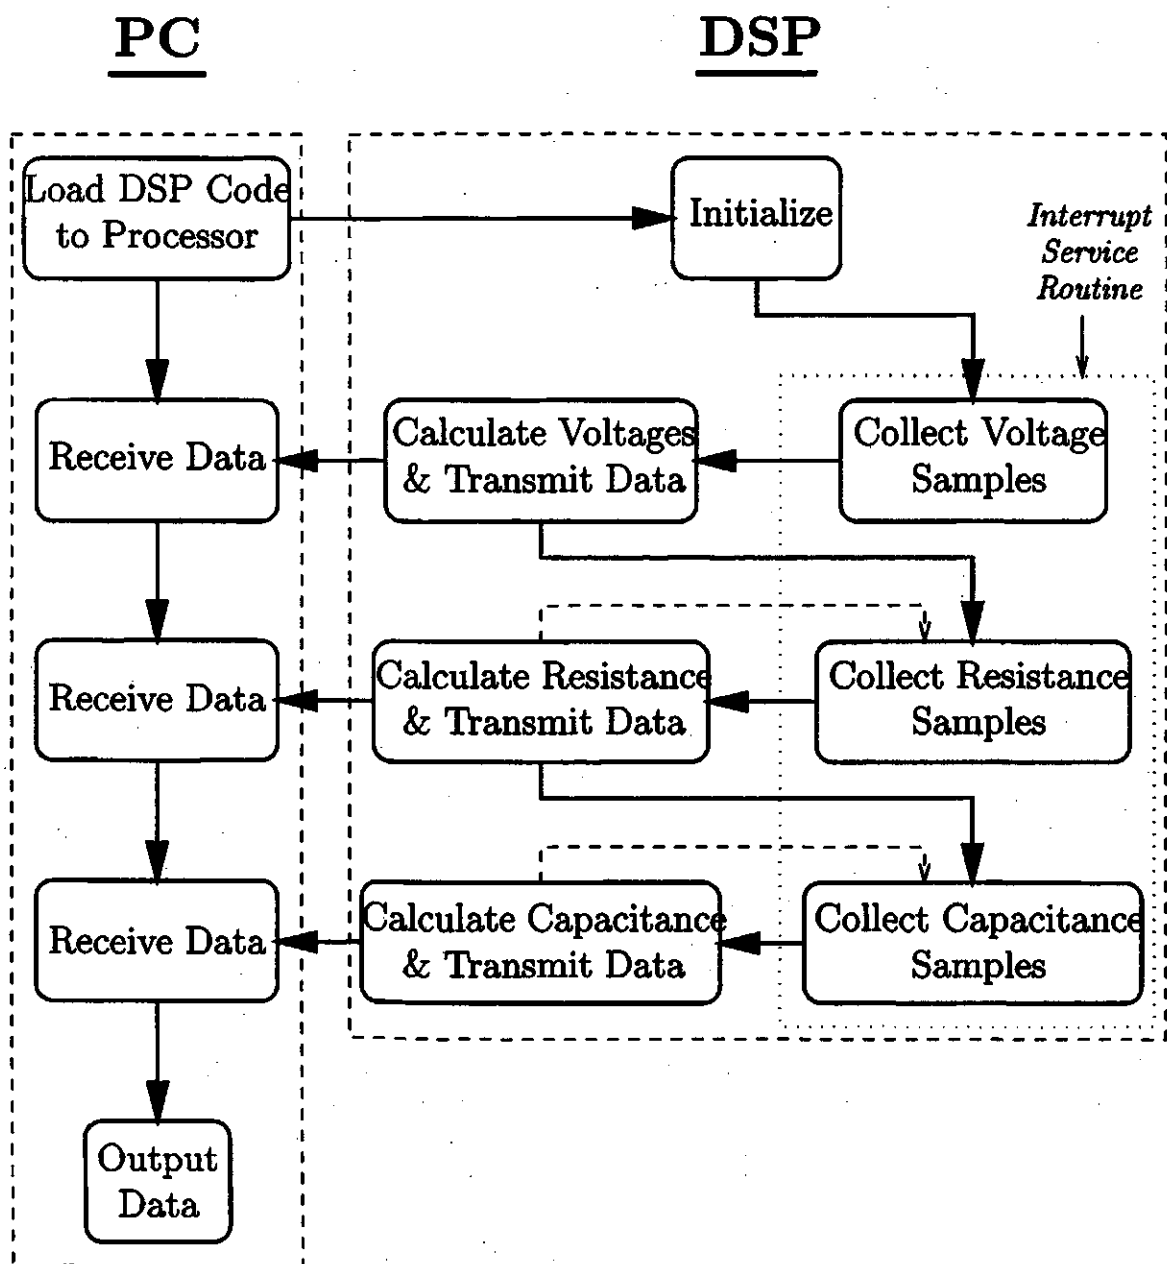 PC
DSP
Load DSP Code
to Processor
Initialize
Interrupt
Service
Routine
Receive Data
Calculate Voltages
& Transmit Data
Collect Voltage
Samples
Receive Data
Calculate Resistance
& Transmit Data
Collect Resistance
Samples
Receive Data
Calculate Capacitance
& Transmit Data
Collect Capacitance
Samples
Output
Data